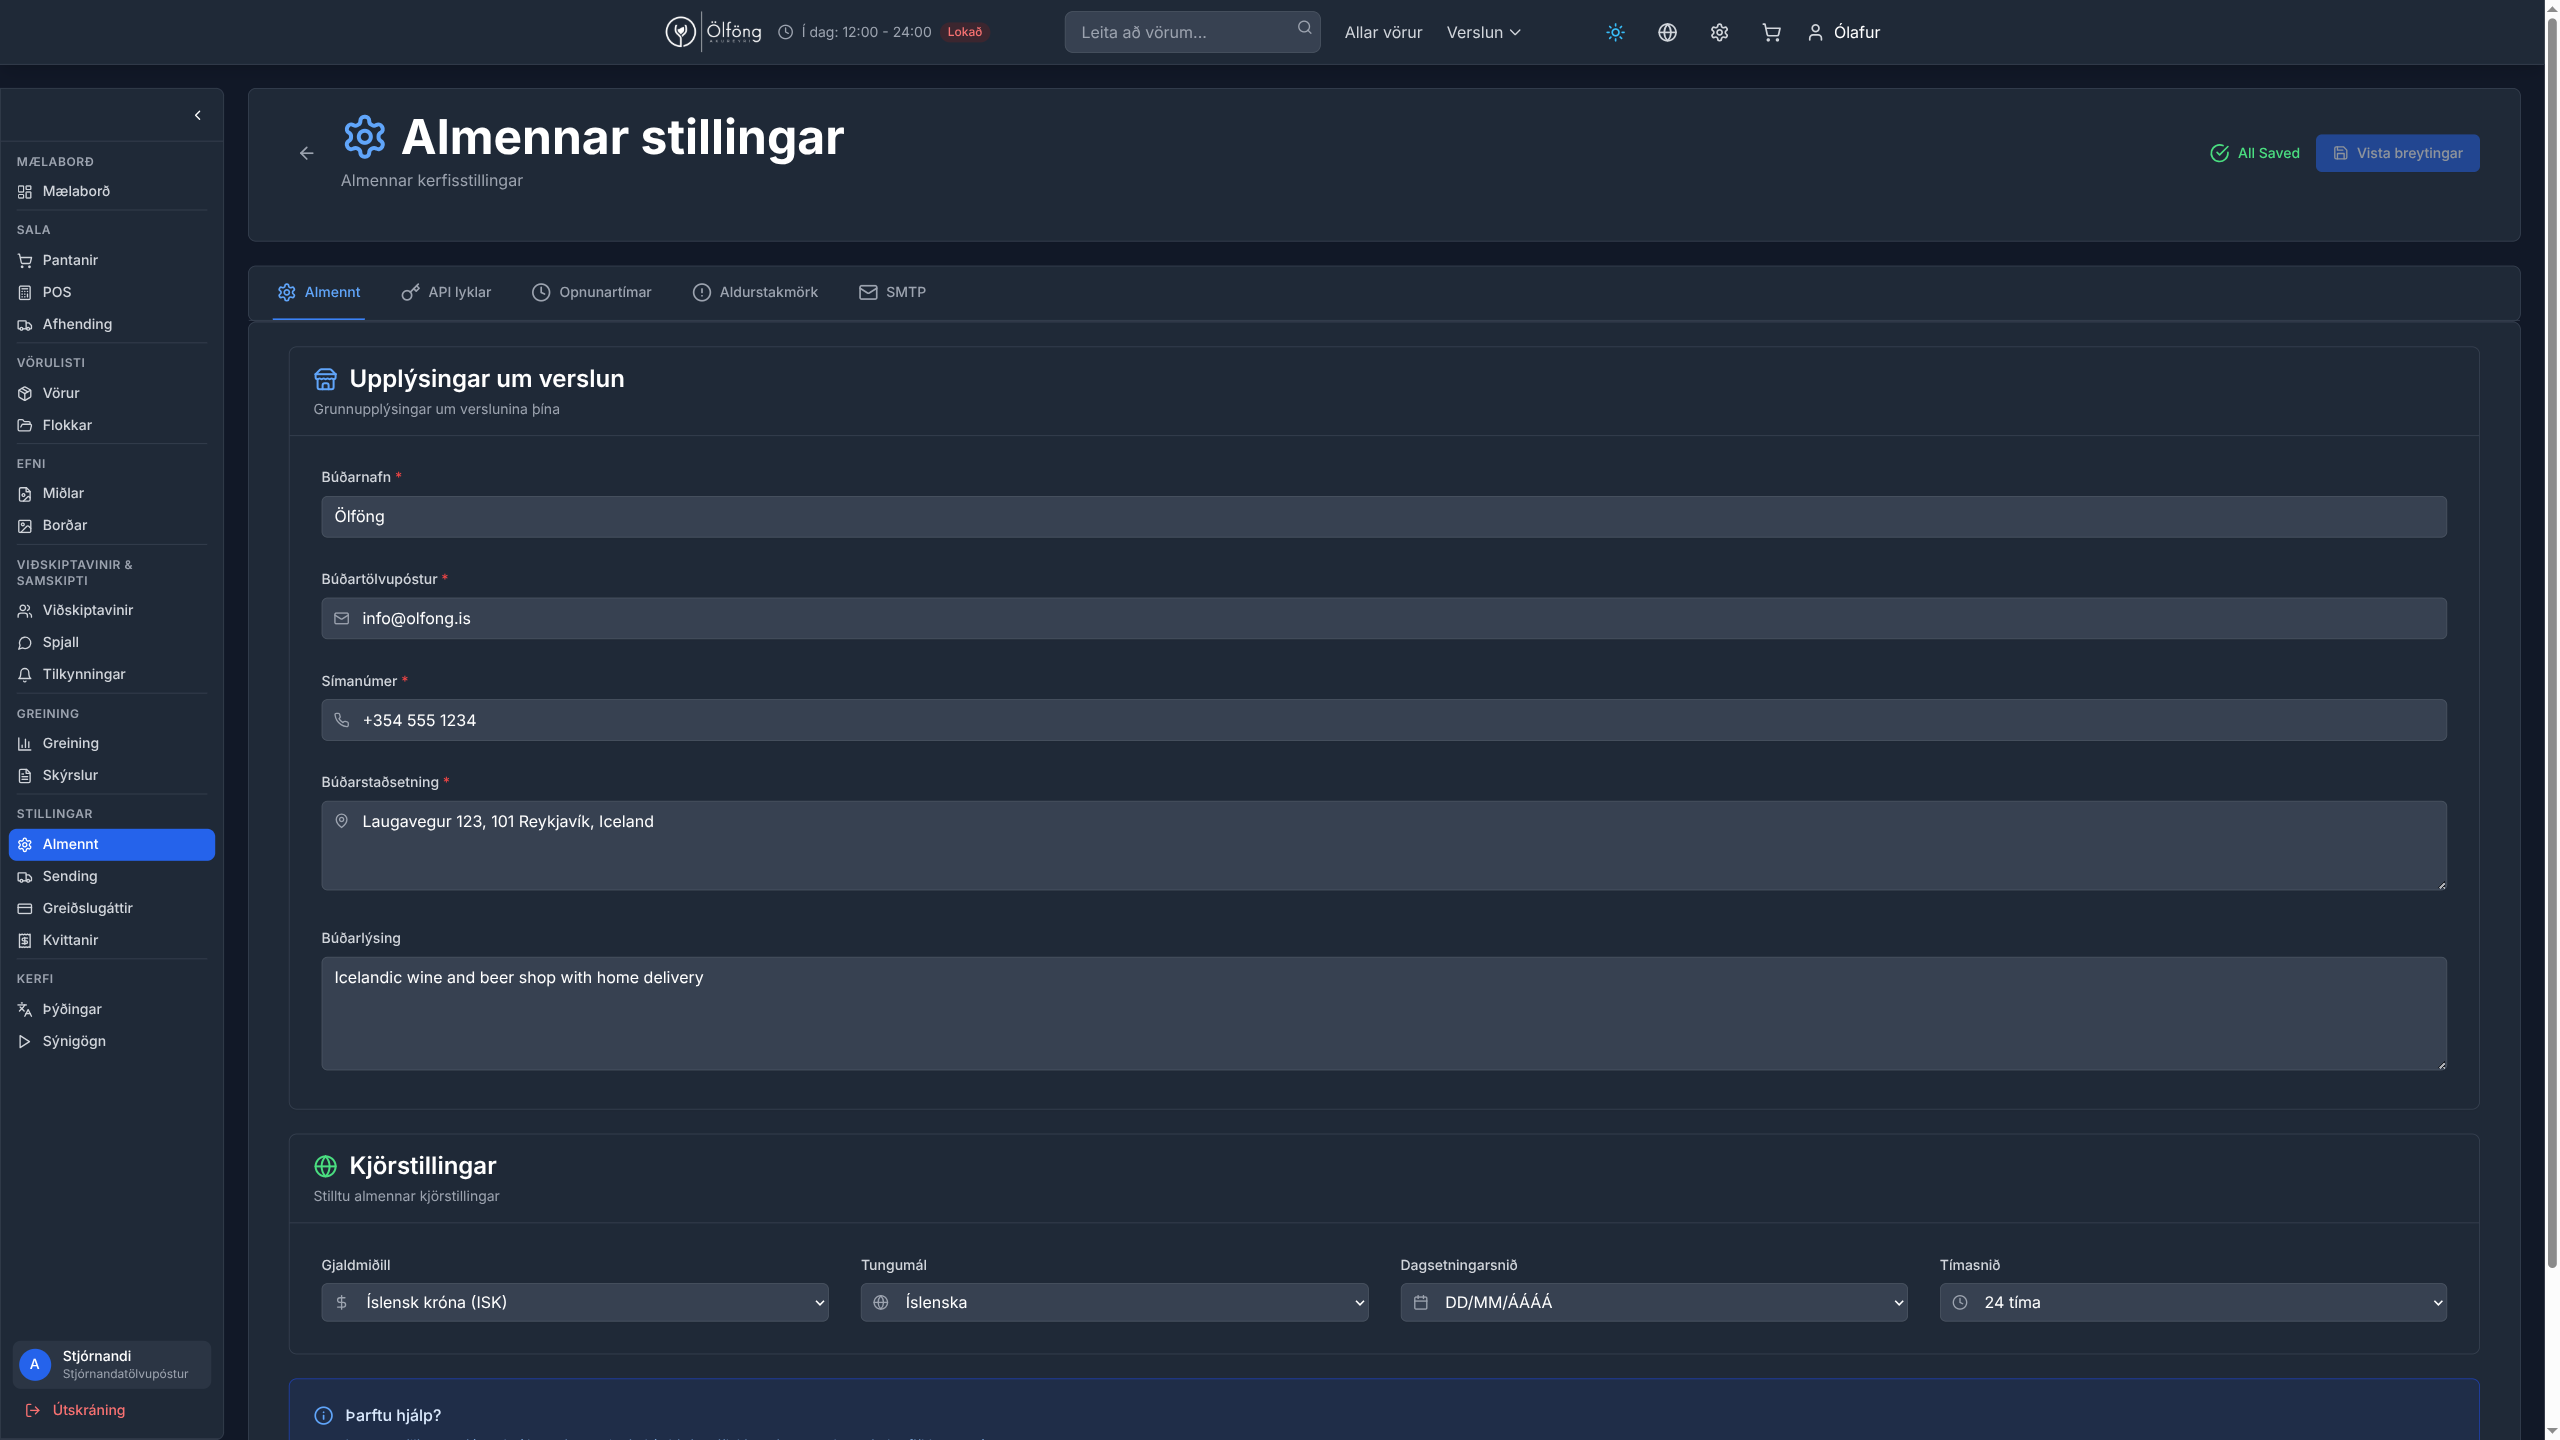 Ölföng
Í dag: 12:00 - 24:00
Lokað
Leita að vörum...
Allar vörur
Verslun
Ólafur
MÆLABORÐ
Mælaborð
SALA
Pantanir
POS
Afhending
VÖRULISTI
Vörur
Flokkar
EFNI
Miðlar
Borðar
VIÐSKIPTAVINIR &
SAMSKIPTI
Viðskiptavinir
Spjall
Tilkynningar
GREINING
Greining
Skýrslur
STILLINGAR
Almennt
Sending
Greiðslugáttir
Kvittanir
KERFI
Þýðingar
Sýnigögn
A
Stjórnandi
Stjórnandatölvupóstur
Útskráning
Almennar stillingar
Almennar kerfisstillingar
All Saved
Vista breytingar
Almennt
API lyklar
Opnunartímar
Aldurstakmörk
SMTP
Upplýsingar um verslun
Grunnupplýsingar um verslunina þína
Búðarnafn *
Ölföng
Búðartölvupóstur *
info@olfong.is
Símanúmer *
+354 555 1234
Búðarstaðsetning *
Laugavegur 123, 101 Reykjavík, Iceland
Búðarlýsing
Icelandic wine and beer shop with home delivery
Kjörstillingar
Stilltu almennar kjörstillingar
Gjaldmiðill
Íslensk króna (ISK)
Tungumál
Íslenska
Dagsetningarsnið
DD/MM/ÁÁÁÁ
Tímasnið
24 tíma
Þarftu hjálp?